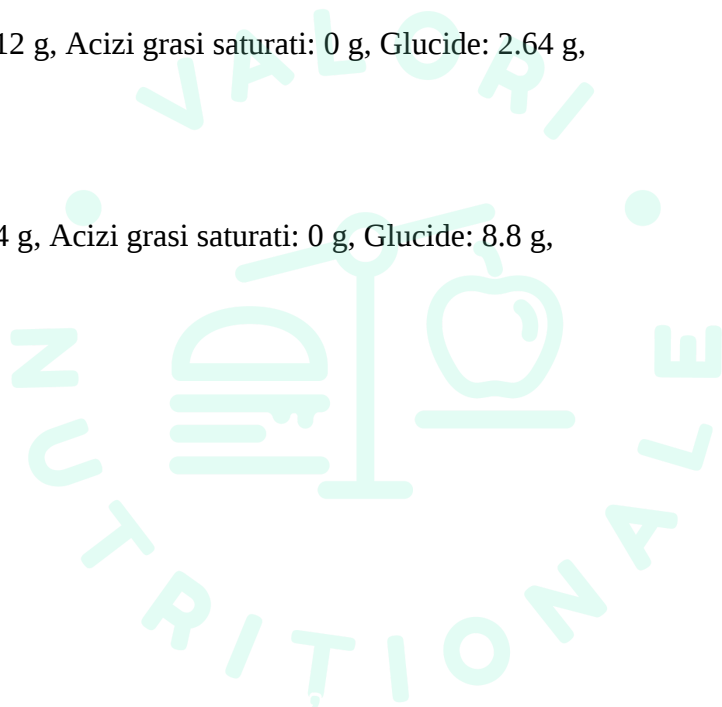 12 g, Acizi grasi saturati: 0 g, Glucide: 2.64 g,
4 g, Acizi grasi saturati: 0 g, Glucide: 8.8 g,
VALORI
NUTRITIONALE